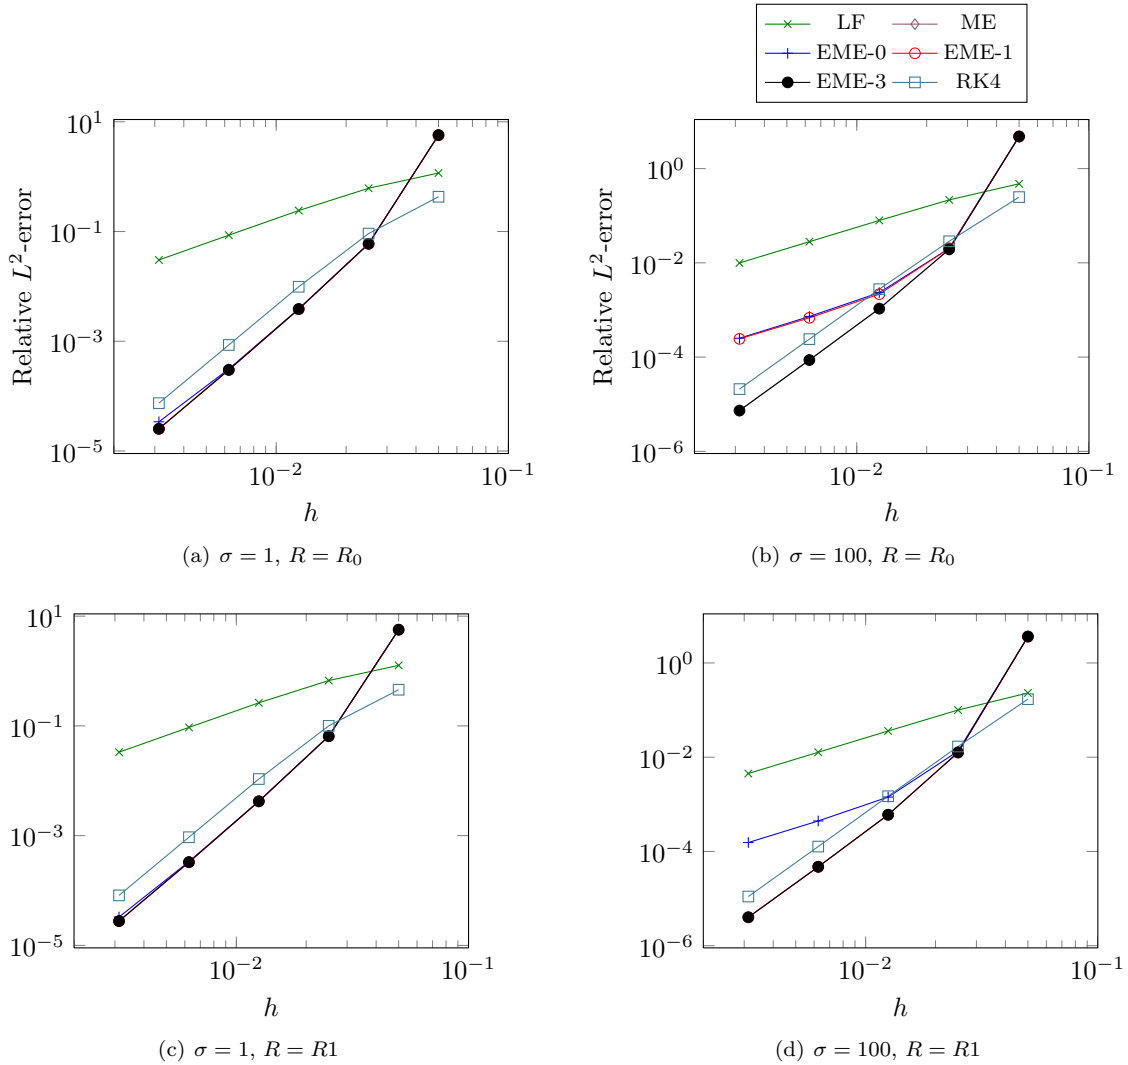 LF ME
EME-0 EME-1
EME-3 RK4
10^1
10^-1
10^-3
10^-5
Relative L^2-error
10^-2 10^-1
h
(a) σ = 1, R = R_0
10^0
10^-2
10^-4
10^-6
Relative L^2-error
10^-2 10^-1
h
(b) σ = 100, R = R_0
10^1
10^-1
10^-3
10^-5
10^-2 10^-1
h
(c) σ = 1, R = R1
10^0
10^-2
10^-4
10^-6
10^-2 10^-1
h
(d) σ = 100, R = R1